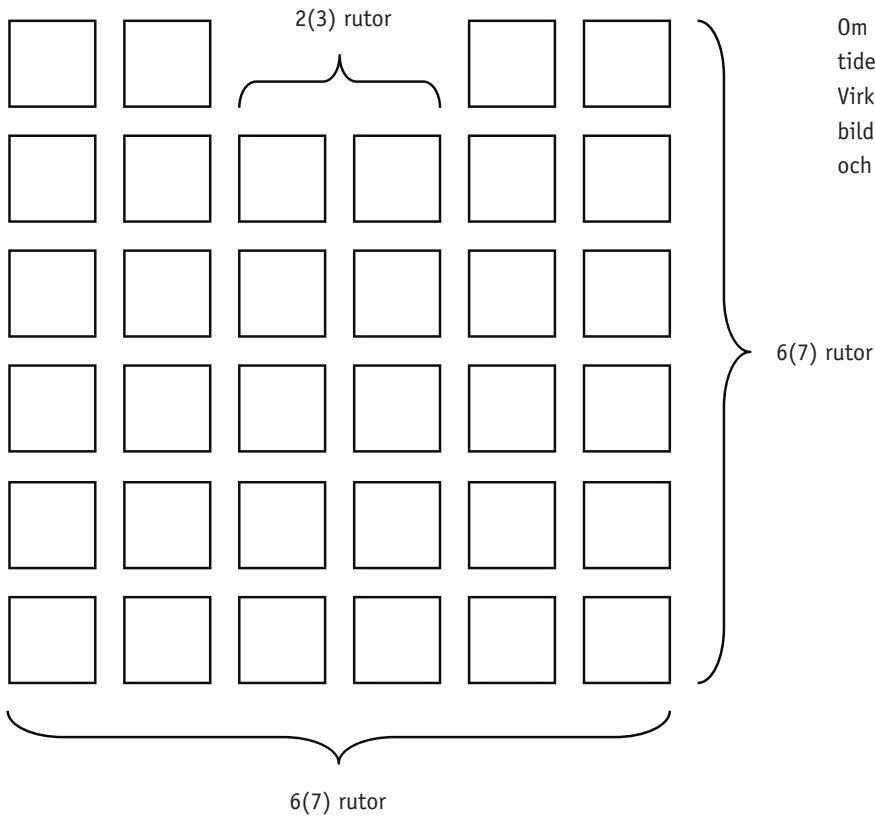 2(3) rutor
Om
tide
Virk
bild
och
6(7) rutor
6(7) rutor